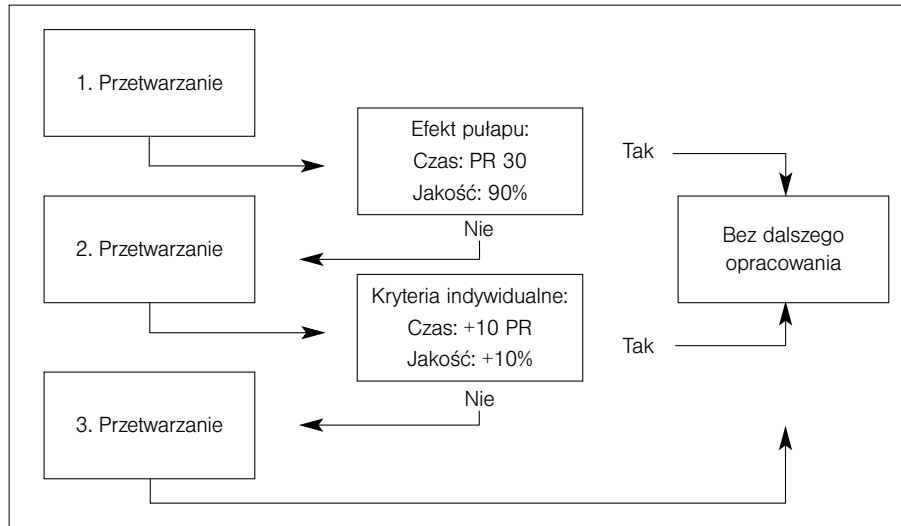 1. Przetwarzanie
Efekt pułapu:
Czas: PR 30
Jakość: 90%
Tak
Nie
2. Przetwarzanie
Bez dalszego
opracowania
Kryteria indywidualne:
Czas: +10 PR
Jakość: +10%
Tak
Nie
3. Przetwarzanie